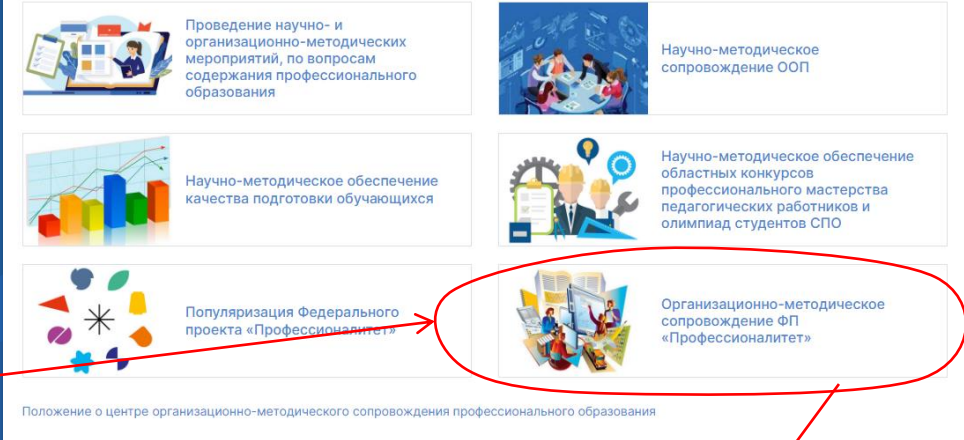 Проведение научно- и
организационно-методических
мероприятий, по вопросам
содержания профессионального
образования
Научно-методическое
сопровождение ООП
Научно-методическое обеспечение
качества подготовки обучающихся
Научно-методическое обеспечение
областных конкурсов
профессионального мастерства
педагогических работников и
олимпиад студентов СПО
Популяризация Федерального
проекта «Профессионалитет»
Организационно-методическое
сопровождение ФП
«Профессионалитет»
Положение о центре организационно-методического сопровождения профессионального образования